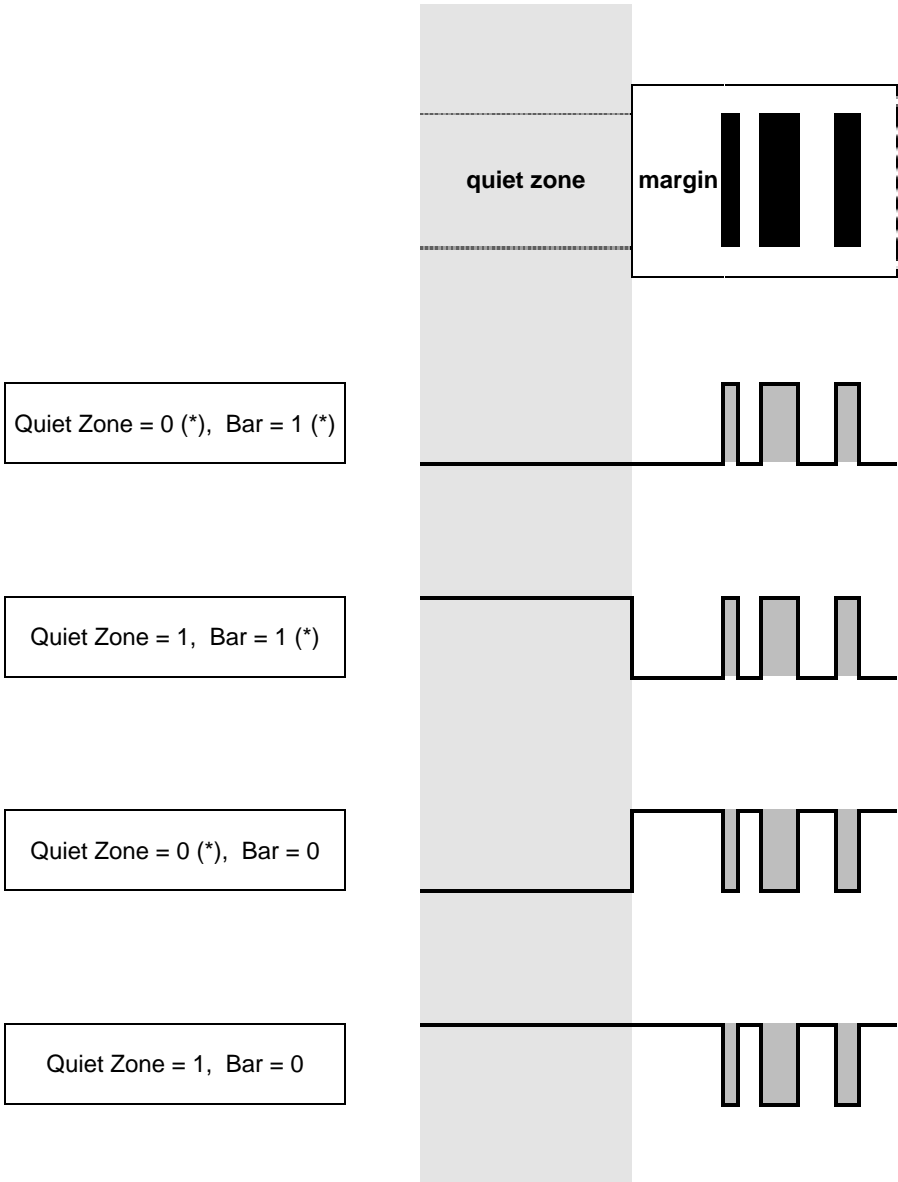 quiet zone
margin
Quiet Zone = 0 (*), Bar = 1 (*)
Quiet Zone = 1, Bar = 1 (*)
Quiet Zone = 0 (*), Bar = 0
Quiet Zone = 1, Bar = 0